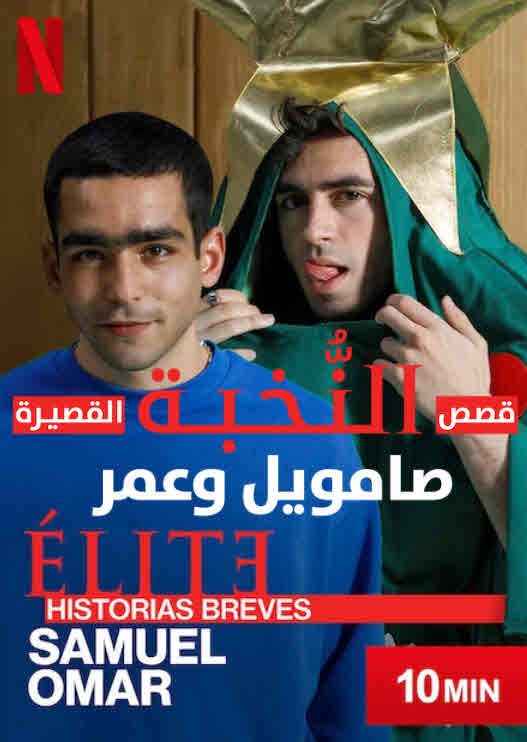 N
قصص النُّخبة القصيرة
صامويل وعمر
ÉLITE
HISTORIAS BREVES
SAMUEL
OMAR
10 MIN